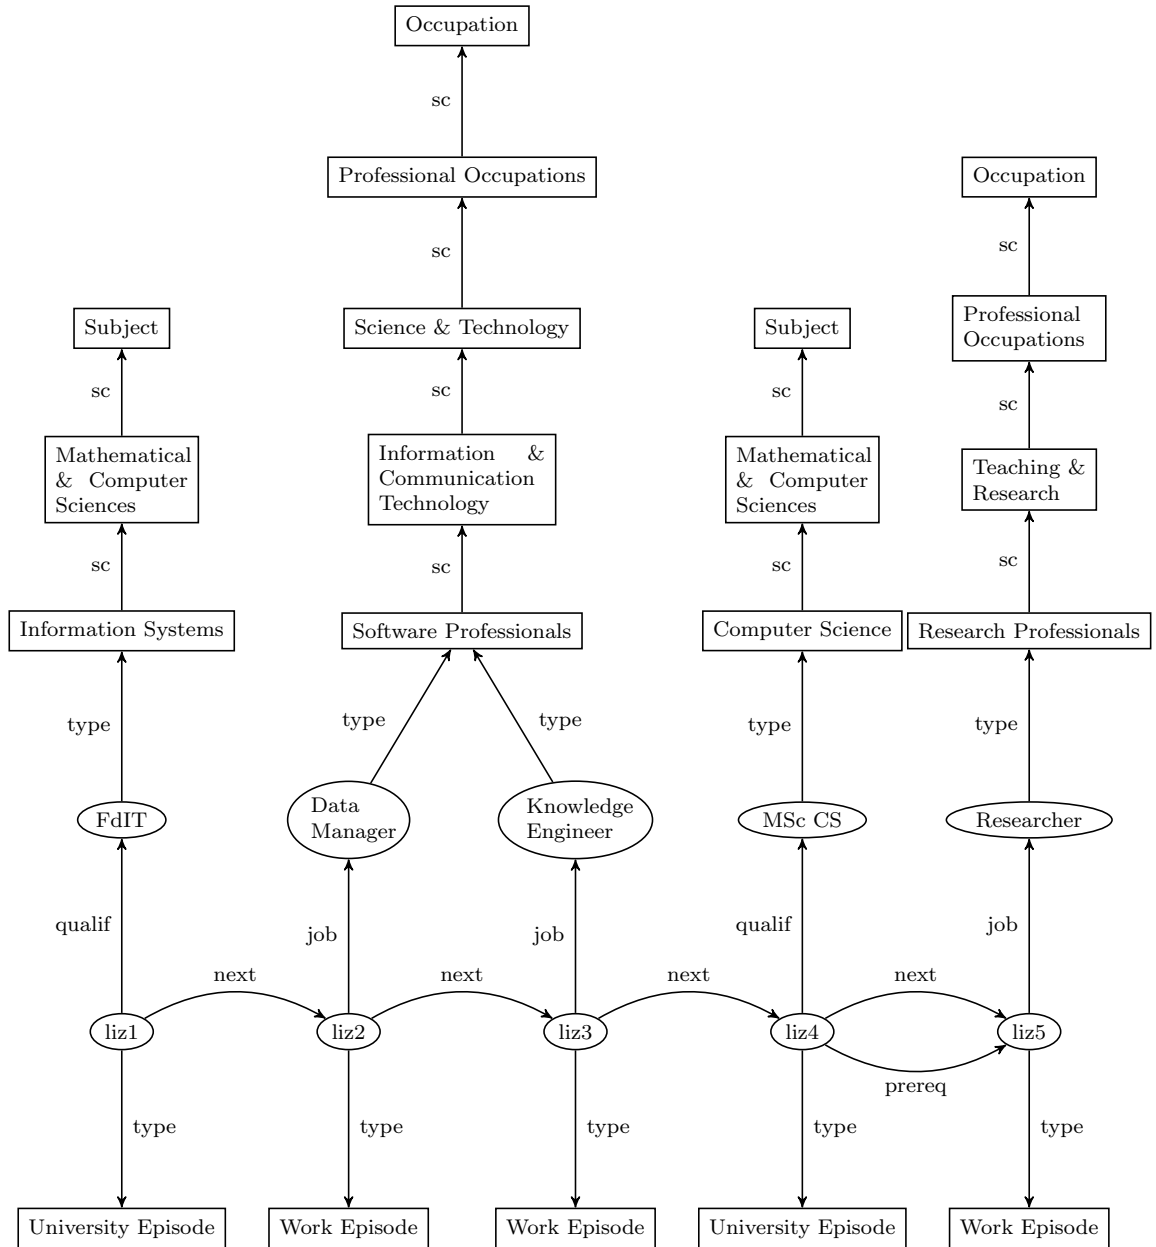 Occupation
sc
Professional Occupations
Occupation
sc
sc
Subject
Science & Technology
Subject
Professional
Occupations
sc
sc
sc
sc
Mathematical
& Computer
Sciences
Information &
Communication
Technology
Mathematical
& Computer
Sciences
Teaching &
Research
sc
sc
sc
sc
Information Systems
Software Professionals
Computer Science
Research Professionals
type
type
type
type
type
FdIT
Data
Manager
Knowledge
Engineer
MSc CS
Researcher
qualif
job
job
qualif
job
next
next
next
next
liz1
liz2
liz3
liz4
liz5
prereq
type
type
type
type
type
University Episode
Work Episode
Work Episode
University Episode
Work Episode